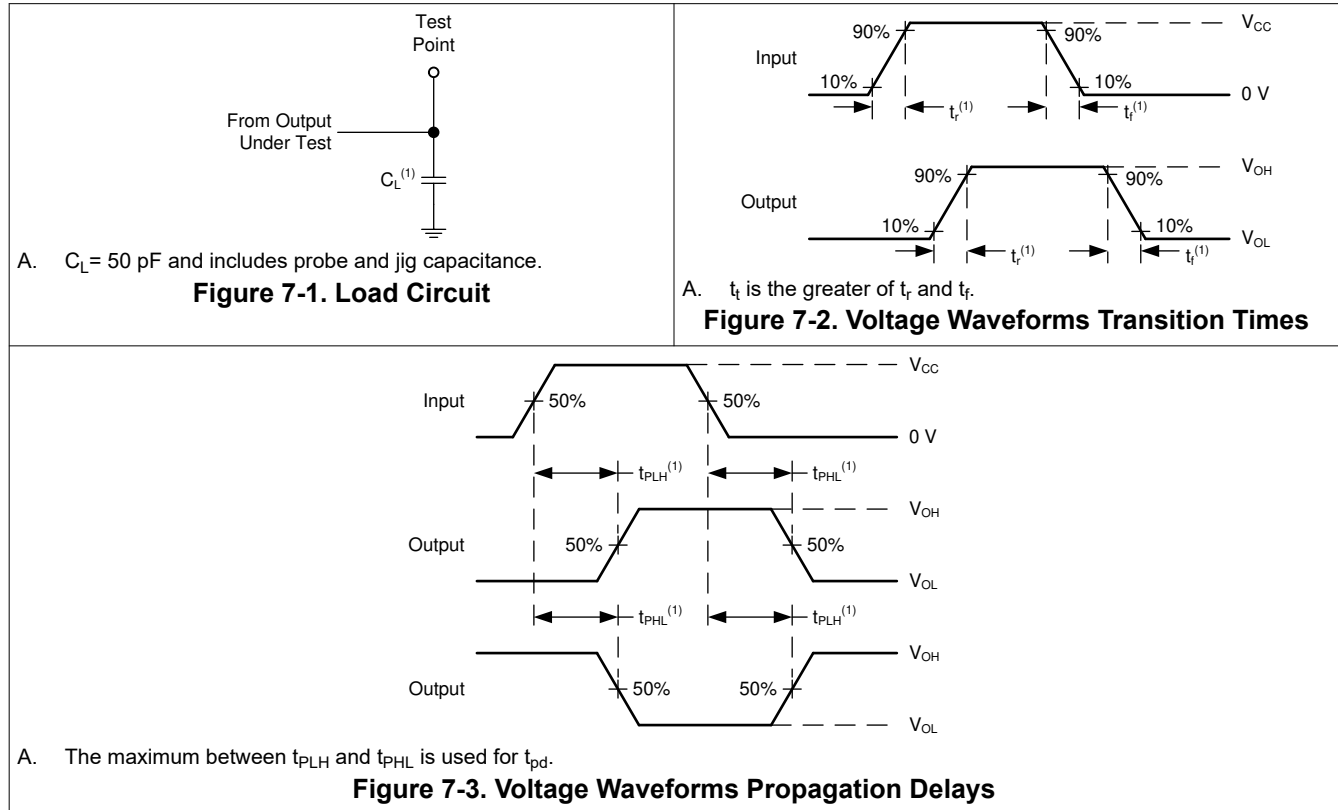 Test
Point
From Output
Under Test
C_L^(1)
A. C_L= 50 pF and includes probe and jig capacitance.
Figure 7-1. Load Circuit
Input
90%
90%
V_CC
10%
10%
0 V
t_r^(1)
t_f^(1)
Output
90%
90%
V_OH
10%
10%
V_OL
t_r^(1)
t_f^(1)
A. t_t is the greater of t_r and t_f.
Figure 7-2. Voltage Waveforms Transition Times
V_CC
Input
50%
50%
0 V
t_PLH^(1)
t_PHL^(1)
V_OH
Output
50%
50%
V_OL
t_PHL^(1)
t_PLH^(1)
V_OH
Output
50%
50%
V_OL
A. The maximum between t_PLH and t_PHL is used for t_pd.
Figure 7-3. Voltage Waveforms Propagation Delays